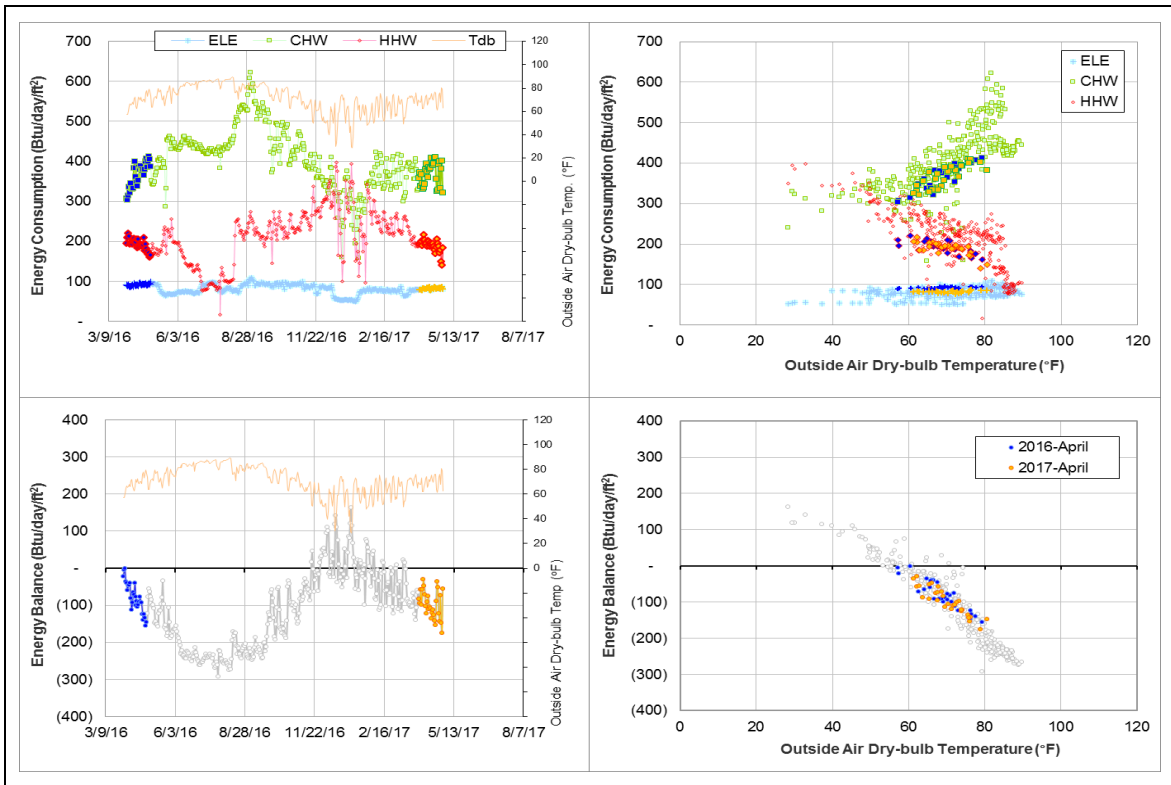 ELE CHW HHW Tdb
Energy Consumption (Btu/day/ft²)
700
600
500
400
300
200
100
-
120
100
80
60
40
20
0
Outside Air Dry-bulb Temp. (°F)
3/9/16 6/3/16 8/28/16 11/22/16 2/16/17 5/13/17 8/7/17
Energy Consumption (Btu/day/ft²)
700
600
500
400
300
200
100
-
ELE
CHW
HHW
0 20 40 60 80 100 120
Outside Air Dry-bulb Temperature (°F)
Energy Balance (Btu/day/ft²)
400
300
200
100
-
(100)
(200)
(300)
(400)
120
100
80
60
40
20
0
Outside Air Dry-bulb Temp (°F)
3/9/16 6/3/16 8/28/16 11/22/16 2/16/17 5/13/17 8/7/17
Energy Balance (Btu/day/ft²)
400
300
200
100
-
(100)
(200)
(300)
(400)
2016-April
2017-April
0 20 40 60 80 100 120
Outside Air Dry-bulb Temperature (°F)